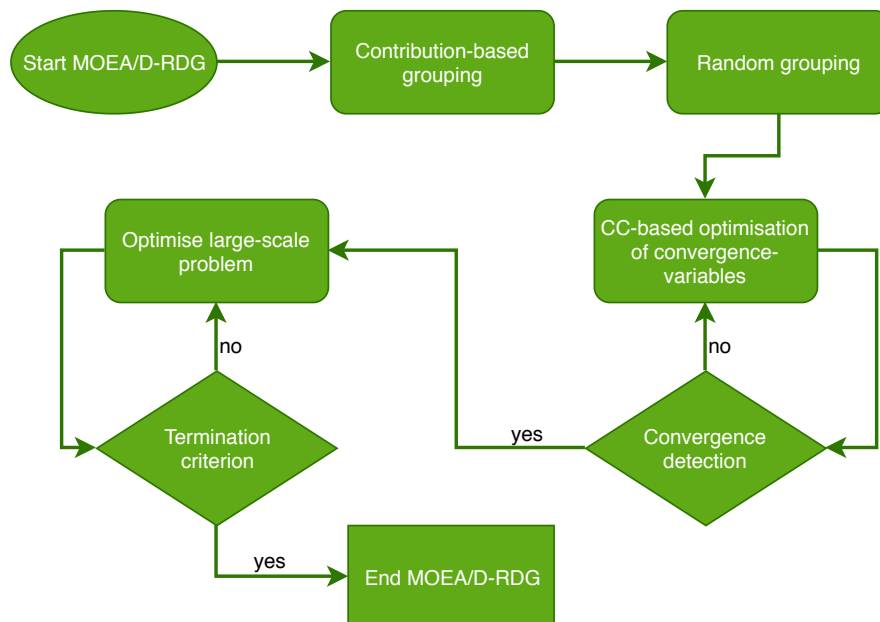 Start MOEA/D-RDG
Contribution-based
grouping
Random grouping
CC-based optimisation
of convergence-
variables
Optimise large-scale
problem
no
no
yes
Convergence
detection
Termination
criterion
yes
End MOEA/D-RDG